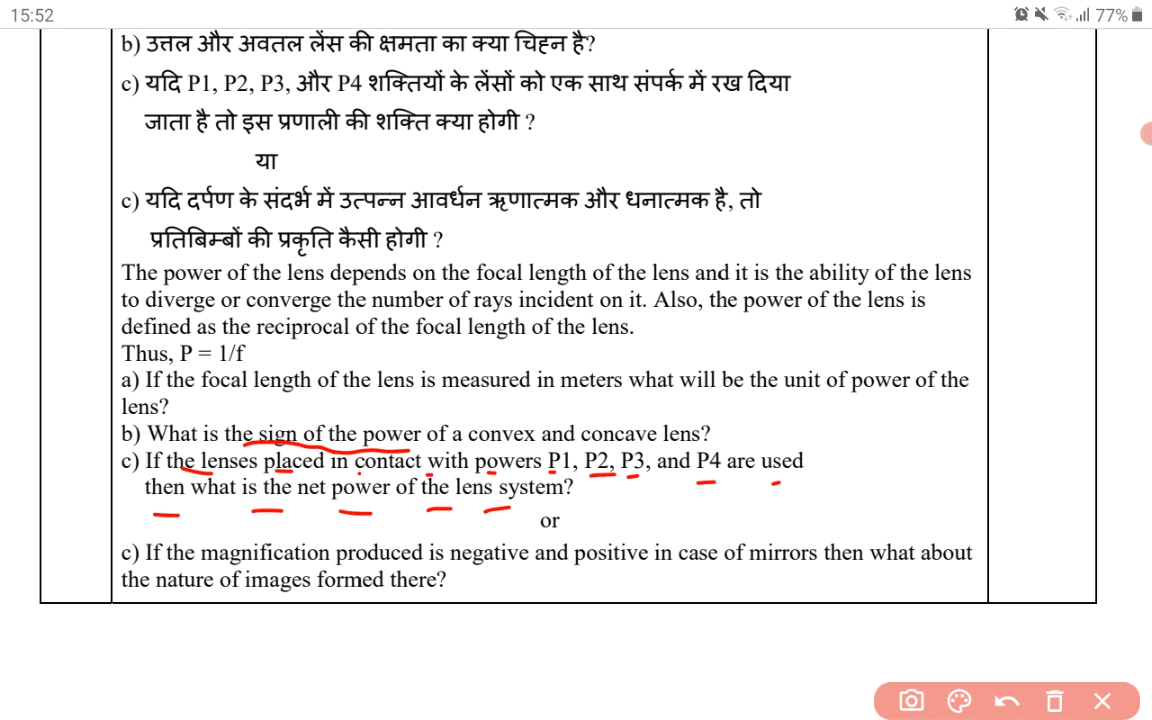 15:52
77%
b) उत्तल और अवतल लेंस की क्षमता का क्या चिह्न है?
c) यदि P1, P2, P3, और P4 शक्तियों के लेंसों को एक साथ संपर्क में रख दिया
जाता है तो इस प्रणाली की शक्ति क्या होगी ?
या
c) यदि दर्पण के संदर्भ में उत्पन्न आवर्धन ऋणात्मक और धनात्मक है, तो
प्रतिबिम्बों की प्रकृति कैसी होगी ?
The power of the lens depends on the focal length of the lens and it is the ability of the lens
to diverge or converge the number of rays incident on it. Also, the power of the lens is
defined as the reciprocal of the focal length of the lens.
Thus, P = 1/f
a) If the focal length of the lens is measured in meters what will be the unit of power of the
lens?
b) What is the sign of the power of a convex and concave lens?
c) If the lenses placed in contact with powers P1, P2, P3, and P4 are used
then what is the net power of the lens system?
or
c) If the magnification produced is negative and positive in case of mirrors then what about
the nature of images formed there?